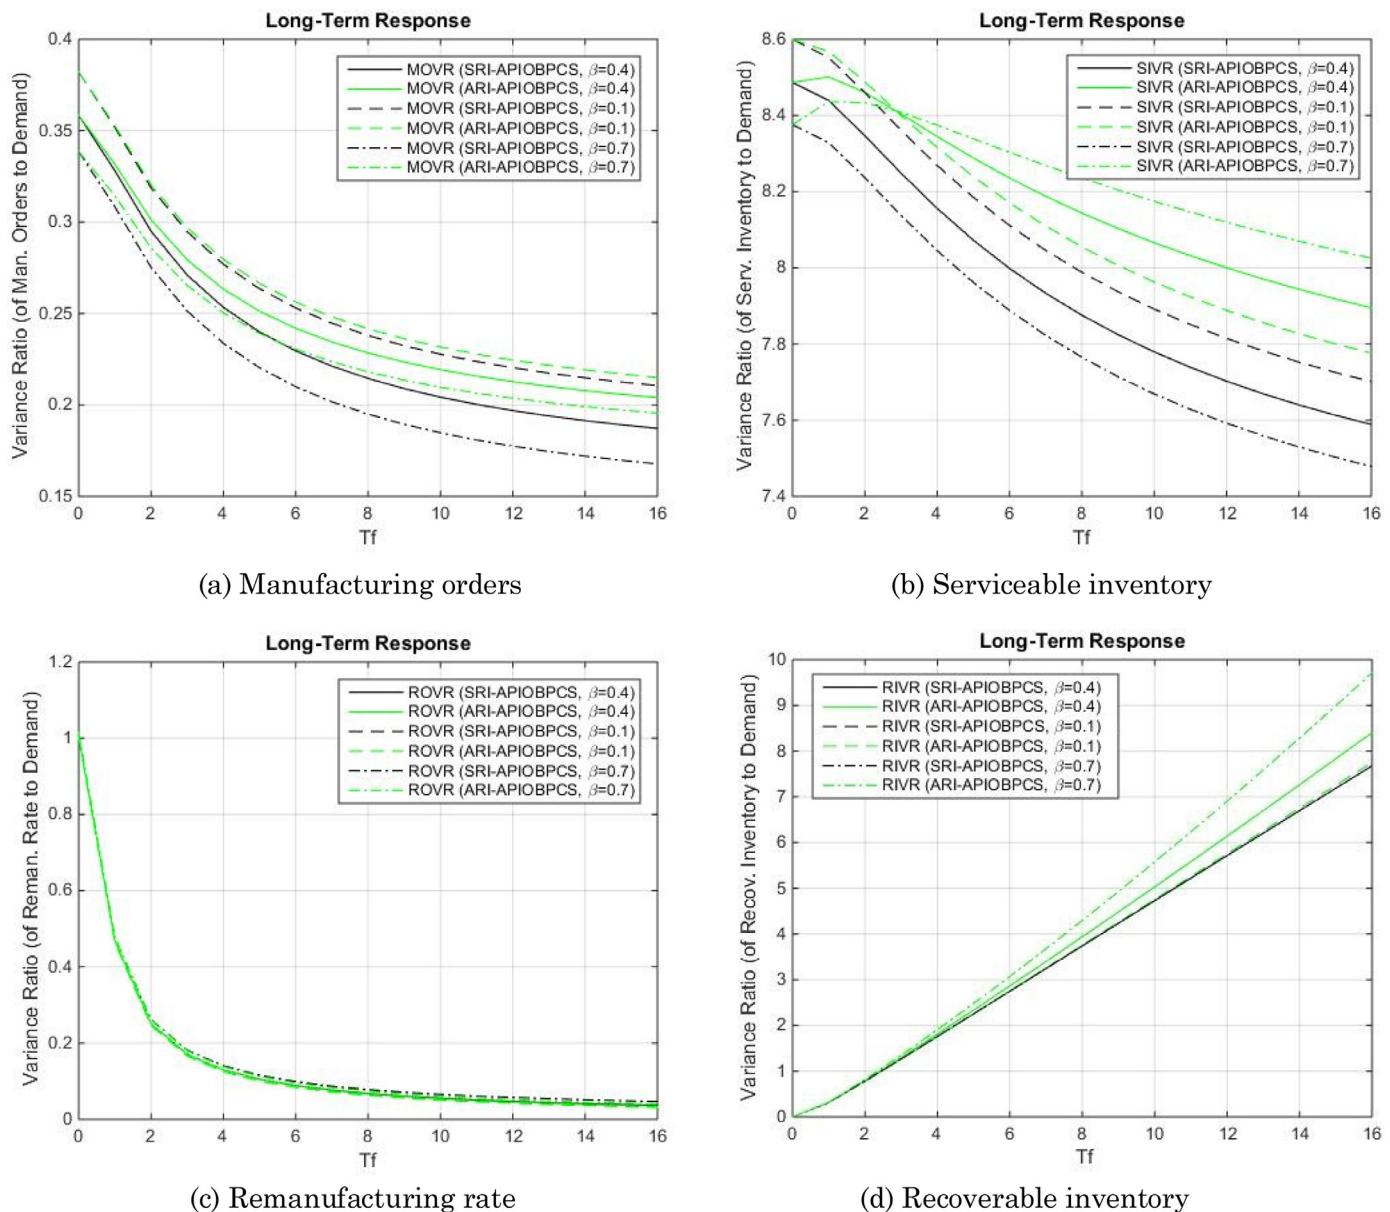 Long-Term Response
Variance Ratio (of Man. Orders to Demand)
0.4
0.35
0.3
0.25
0.2
0.15
MOVR (SRI-APIOBPCS, β=0.4)
MOVR (ARI-APIOBPCS, β=0.4)
MOVR (SRI-APIOBPCS, β=0.1)
MOVR (ARI-APIOBPCS, β=0.1)
MOVR (SRI-APIOBPCS, β=0.7)
MOVR (ARI-APIOBPCS, β=0.7)
0 2 4 6 8 10 12 14 16
Tf
(a) Manufacturing orders
Long-Term Response
Variance Ratio (of Serv. Inventory to Demand)
8.6
8.4
8.2
8
7.8
7.6
7.4
SIVR (SRI-APIOBPCS, β=0.4)
SIVR (ARI-APIOBPCS, β=0.4)
SIVR (SRI-APIOBPCS, β=0.1)
SIVR (ARI-APIOBPCS, β=0.1)
SIVR (SRI-APIOBPCS, β=0.7)
SIVR (ARI-APIOBPCS, β=0.7)
0 2 4 6 8 10 12 14 16
Tf
(b) Serviceable inventory
Long-Term Response
Variance Ratio (of Reman. Rate to Demand)
1.2
1
0.8
0.6
0.4
0.2
0
ROVR (SRI-APIOBPCS, β=0.4)
ROVR (ARI-APIOBPCS, β=0.4)
ROVR (SRI-APIOBPCS, β=0.1)
ROVR (ARI-APIOBPCS, β=0.1)
ROVR (SRI-APIOBPCS, β=0.7)
ROVR (ARI-APIOBPCS, β=0.7)
0 2 4 6 8 10 12 14 16
Tf
(c) Remanufacturing rate
Long-Term Response
Variance Ratio (of Recov. Inventory to Demand)
10
9
8
7
6
5
4
3
2
1
0
RIVR (SRI-APIOBPCS, β=0.4)
RIVR (ARI-APIOBPCS, β=0.4)
RIVR (SRI-APIOBPCS, β=0.1)
RIVR (ARI-APIOBPCS, β=0.1)
RIVR (SRI-APIOBPCS, β=0.7)
RIVR (ARI-APIOBPCS, β=0.7)
0 2 4 6 8 10 12 14 16
Tf
(d) Recoverable inventory